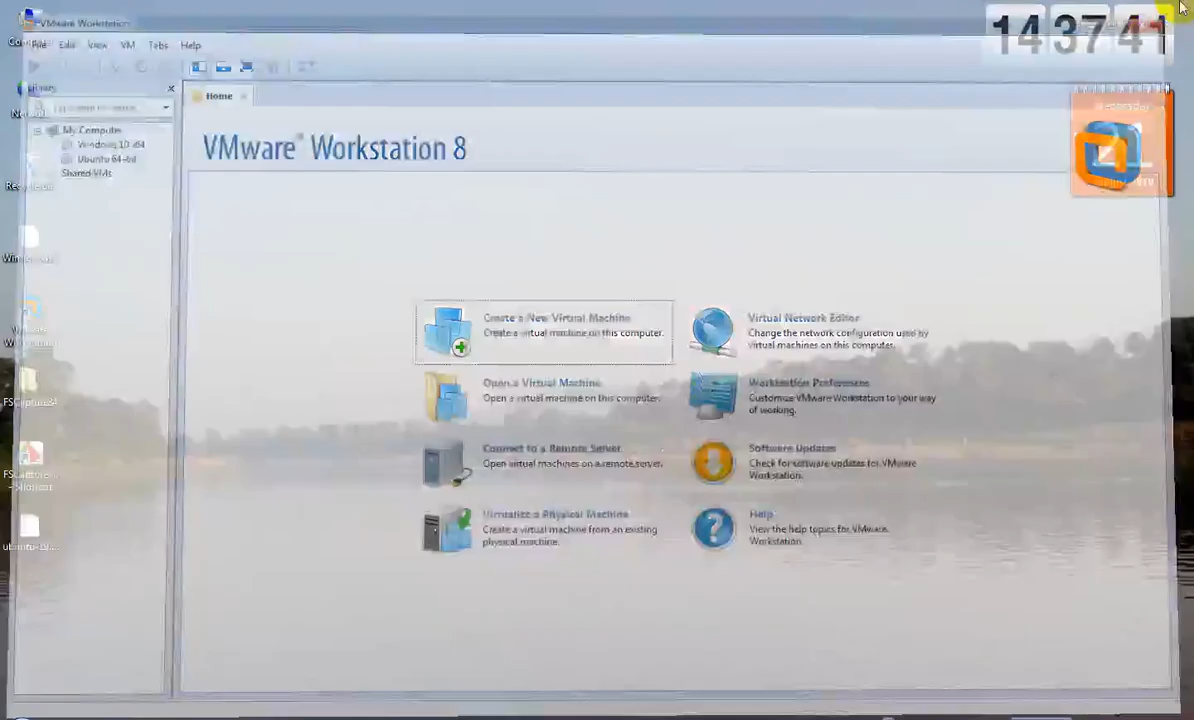 VMware Workstation
14 37 41
File Edit View VM Tabs Help
Library
Home
My Computer
Windows 10 x64
Ubuntu 64-bit
Shared VMs
VMware® Workstation 8
Create a New Virtual Machine
Create a virtual machine on this computer.
Open a Virtual Machine
Open a virtual machine on this computer.
Connect to a Remote Server
Open virtual machines on a remote server.
Virtualize a Physical Machine
Create a virtual machine from an existing
physical machine.
Virtual Network Editor
Change the network configuration used by
virtual machines on this computer.
Workstation Preferences
Customize VMware Workstation to your way
of working.
Software Updates
Check for software updates for VMware
Workstation.
Help
View the help topics for VMware
Workstation.